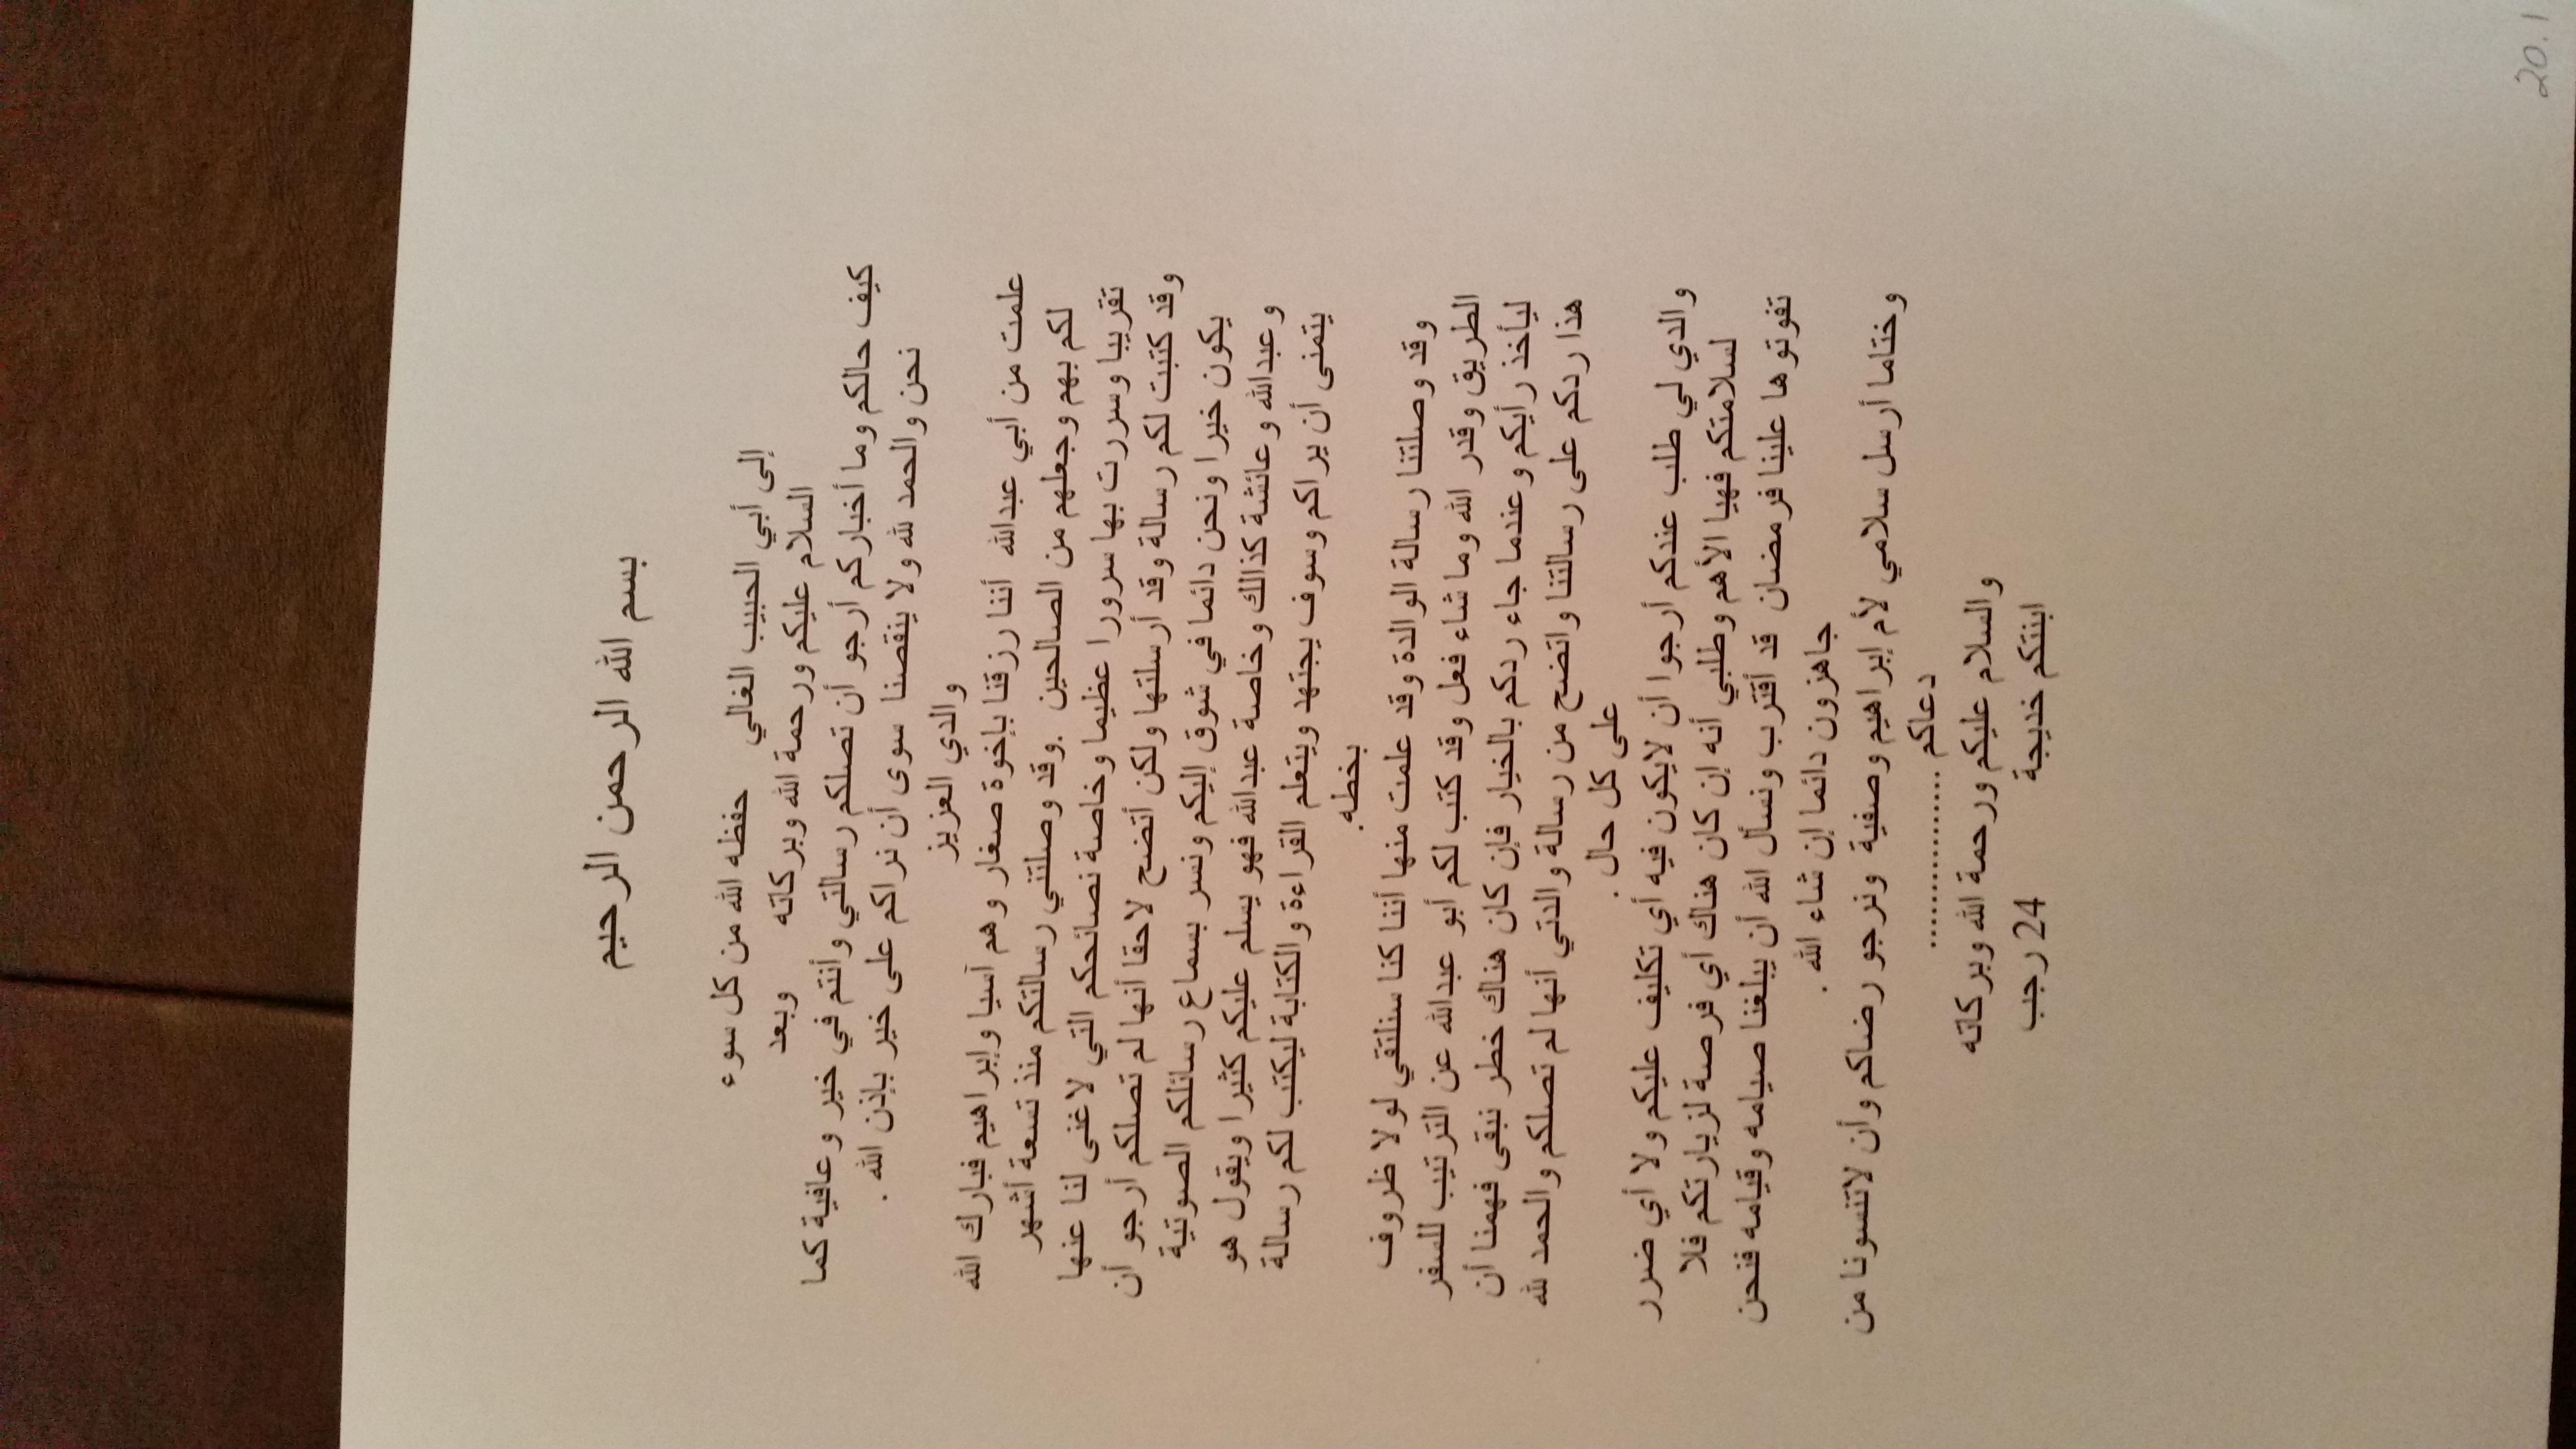 بسم الله الرحمن الرحيم
إلى أبي الحبيب الغالي حفظه الله من كل سوء
السلام عليكم ورحمة الله وبركاته وبعد
كيف حالكم وما أخباركم أرجو أن تصلكم رسالتي وأنتم في خير وعافية كما
نحن والحمد لله ولا ينقصنا سوى أن نراكم على خير بإذن الله .
والدي العزيز
علمت من أبي عبدالله أننا رزقنا بإخوة صغار وهم آسيا وإبراهيم فبارك الله
لكم بهم وجعلهم من الصالحين .وقد وصلتني رسالتكم منذ تسعة أشهر
تقريبا وسررت بها سرورا عظيما وخاصة نصائحكم التي لا غنى لنا عنها
وقد كتبت لكم رسالة وقد أرسلتها ولكن أتضح لاحقا أنها لم تصلكم أرجو أن
يكون خيرا ونحن دائما في شوق إليكم ونسر بسماع رسائلكم الصوتية
وعبدالله وعائشة كذالك وخاصة عبدالله فهو يسلم عليكم كثيرا ويقول هو
يتمنى أن يراكم وسوف يجتهد ويتعلم القراءة والكتابة ليكتب لكم رسالة
بخطه.
وقد وصلتنا رسالة الوالدة وقد علمت منها أننا كنا سنلتقي لولا ظروف
الطريق وقدر الله وما شاء فعل وقد كتب لكم أبو عبدالله عن الترتيب للسفر
ليأخذ رأيكم وعندما جاء ردكم بالخيار فإن كان هناك خطر نبقى فهمنا أن
هذا ردكم على رسالتنا واتضح من رسالة والدتي أنها لم تصلكم والحمد لله
على كل حال .
والدي لي طلب عندكم أرجوا أن لايكون فيه أي تكليف عليكم ولا أي ضرر
لسلامتكم فهيا الأهم وطلبي أنه إن كان هناك أي فرصة لزيارتكم فلا
تفوتوها علينا فرمضان قد أقترب ونسأل الله أن يبلغنا صيامه وقيامه فنحن
جاهزون دائما إن شاء الله .
وختاما أرسل سلامي لأم إبراهيم وصفية ونرجو رضاكم وأن لاتنسونا من
دعاكم ................
والسلام عليكم ورحمة الله وبركاته
ابنتكم خديجة 24 رجب
20.1